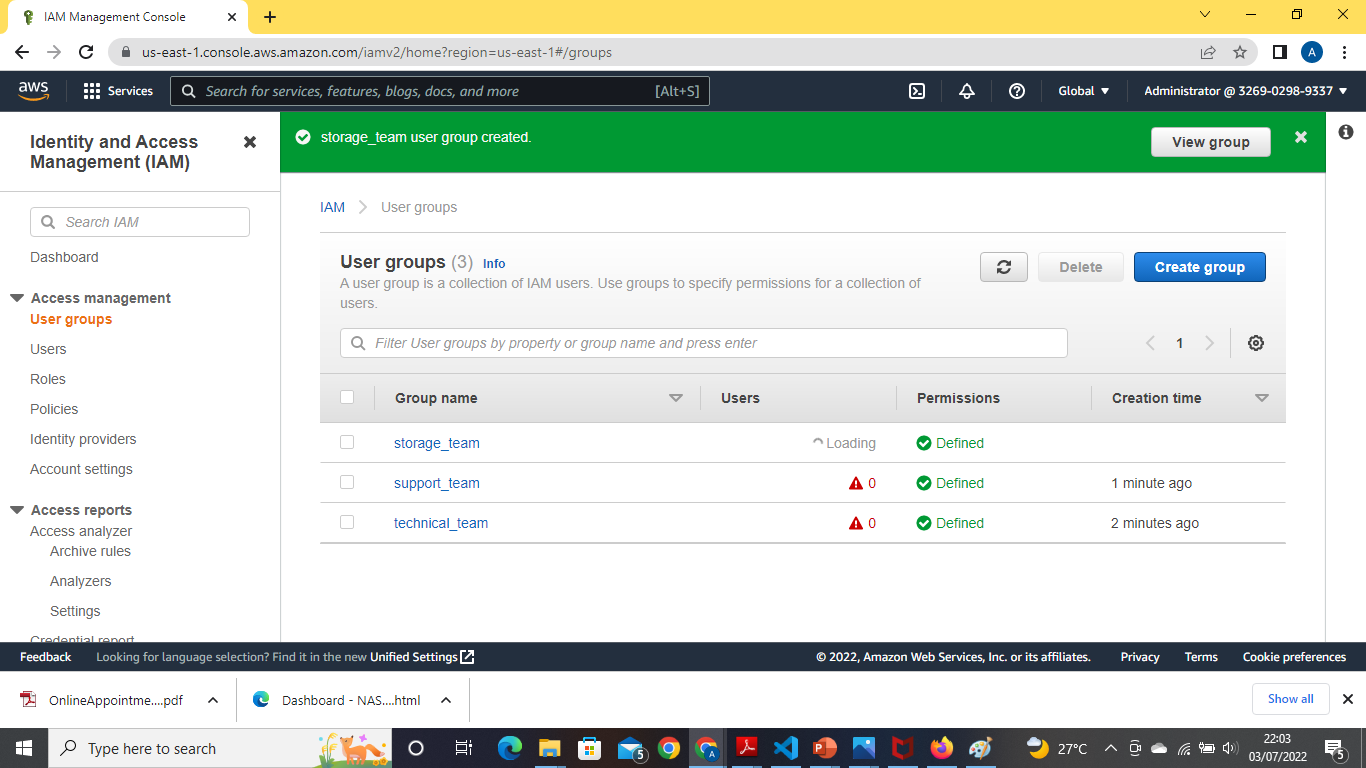 IAM Management Console
us-east-1.console.aws.amazon.com/iamv2/home?region=us-east-1#/groups
A
aws
Services
Search for services, features, blogs, docs, and more
[Alt+S]
Global
Administrator @ 3269-0298-9337
Identity and Access
Management (IAM)
Search IAM
Dashboard
Access management
User groups
Users
Roles
Policies
Identity providers
Account settings
Access reports
Access analyzer
Archive rules
Analyzers
Settings
Credential report
storage_team user group created.
View group
IAM
User groups
User groups (3) Info
A user group is a collection of IAM users. Use groups to specify permissions for a collection of
users.
Delete
Create group
Filter User groups by property or group name and press enter
1
Group name Users Permissions Creation time
storage_team Loading Defined
support_team 0 Defined 1 minute ago
technical_team 0 Defined 2 minutes ago
Feedback
Looking for language selection? Find it in the new Unified Settings
© 2022, Amazon Web Services, Inc. or its affiliates.
Privacy
Terms
Cookie preferences
OnlineAppointme....pdf
Dashboard - NAS....html
Show all
Type here to search
5
A
27°C
22:03
03/07/2022
5